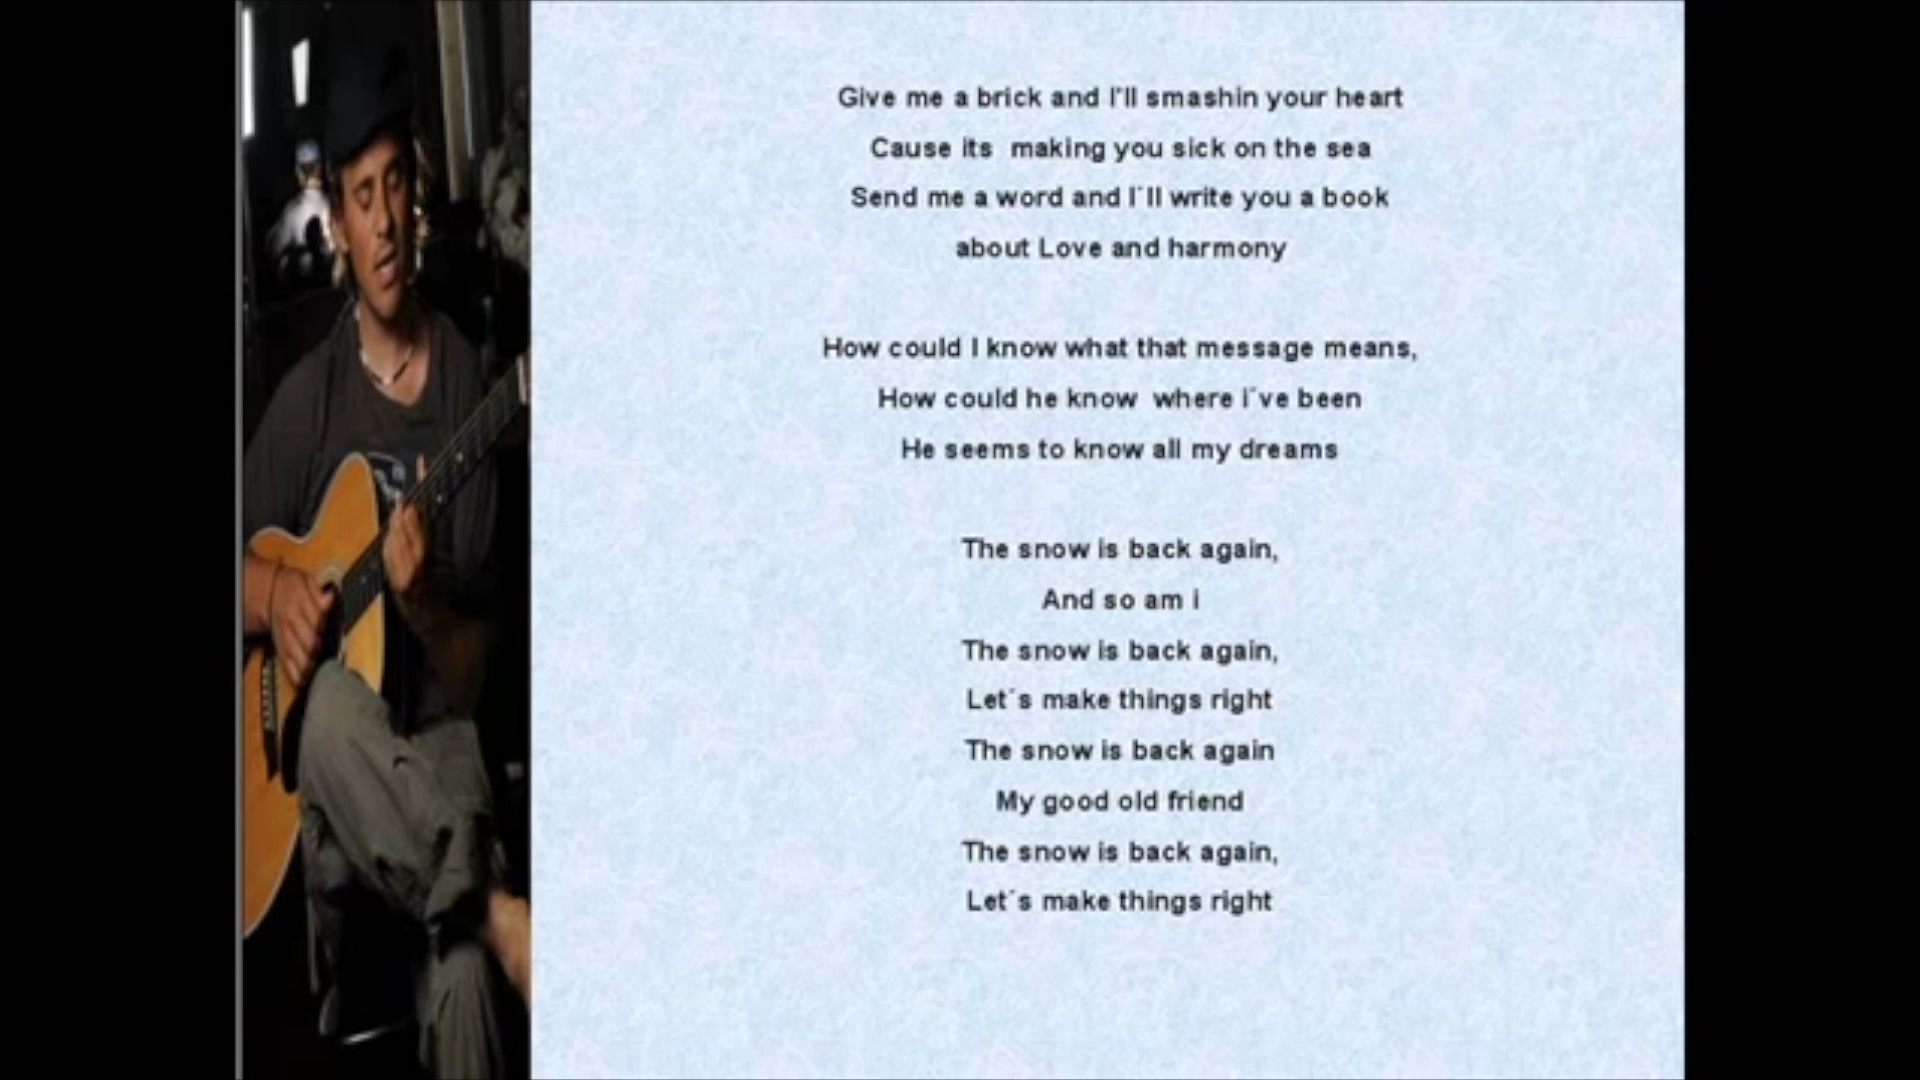 Give me a brick and I'll smashin your heart
Cause its  making you sick on the sea
Send me a word and I´ll write you a book
about Love and harmony
How could I know what that message means,
How could he know  where i´ve been
He seems to know all my dreams
The snow is back again,
And so am i
The snow is back again,
Let´s make things right
The snow is back again
My good old friend
The snow is back again,
Let´s make things right